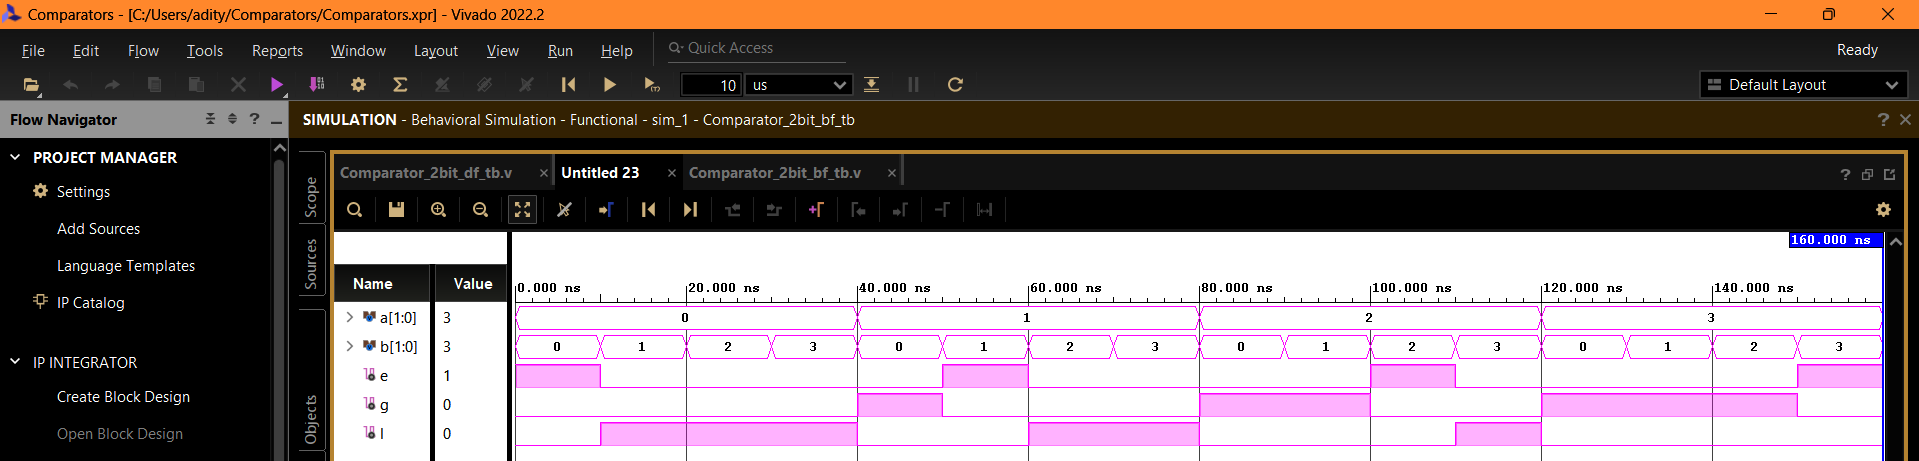 Comparators - [C:/Users/adity/Comparators/Comparators.xpr] - Vivado 2022.2
File Edit Flow Tools Reports Window Layout View Run Help Quick Access Ready
10 us Default Layout
Flow Navigator ? SIMULATION - Behavioral Simulation - Functional - sim_1 - Comparator_2bit_bf_tb ? ×
PROJECT MANAGER
Settings
Add Sources
Language Templates
IP Catalog
IP INTEGRATOR
Create Block Design
Open Block Design
Scope
Sources
Objects
Comparator_2bit_df_tb.v × Untitled 23 × Comparator_2bit_bf_tb.v × ?
160.000 ns
Name Value 0.000 ns 20.000 ns 40.000 ns 60.000 ns 80.000 ns 100.000 ns 120.000 ns 140.000 ns
a[1:0] 3 0 1 2 3
b[1:0] 3 0 1 2 3 0 1 2 3 0 1 2 3 0 1 2 3
e 1
g 0
l 0